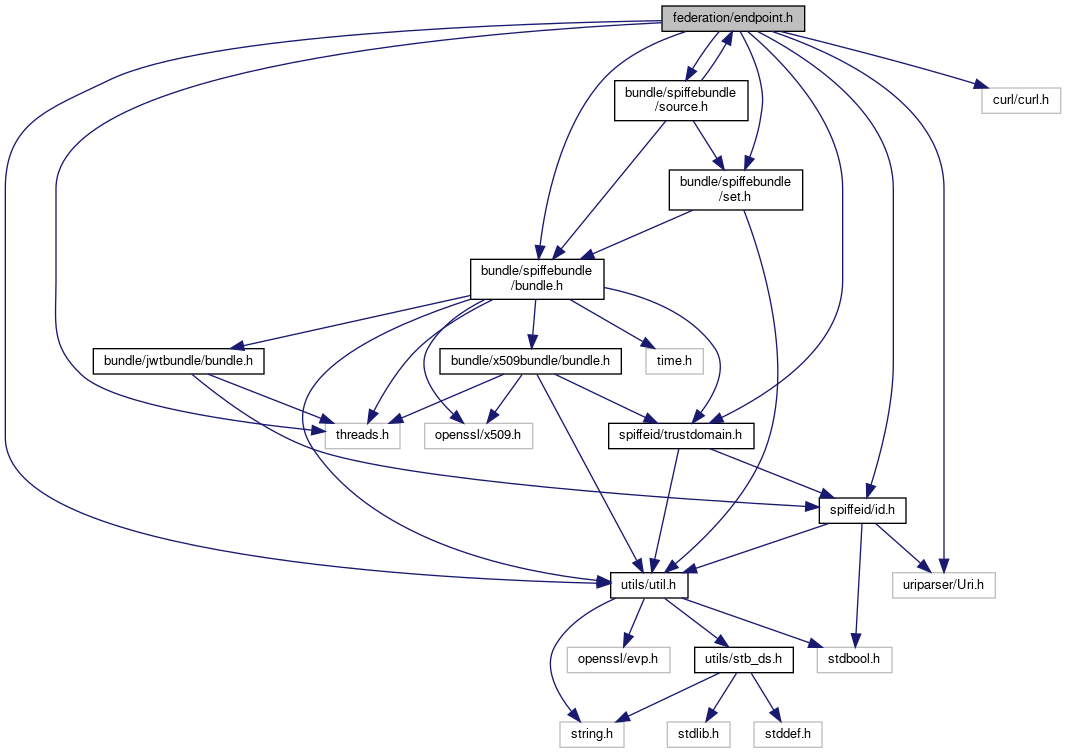 federation/endpoint.h
bundle/spiffebundle
/source.h
curl/curl.h
bundle/spiffebundle
/set.h
bundle/spiffebundle
/bundle.h
bundle/jwtbundle/bundle.h
bundle/x509bundle/bundle.h
time.h
threads.h
openssl/x509.h
spiffeid/trustdomain.h
spiffeid/id.h
utils/util.h
uriparser/Uri.h
openssl/evp.h
utils/stb_ds.h
stdbool.h
string.h
stdlib.h
stddef.h